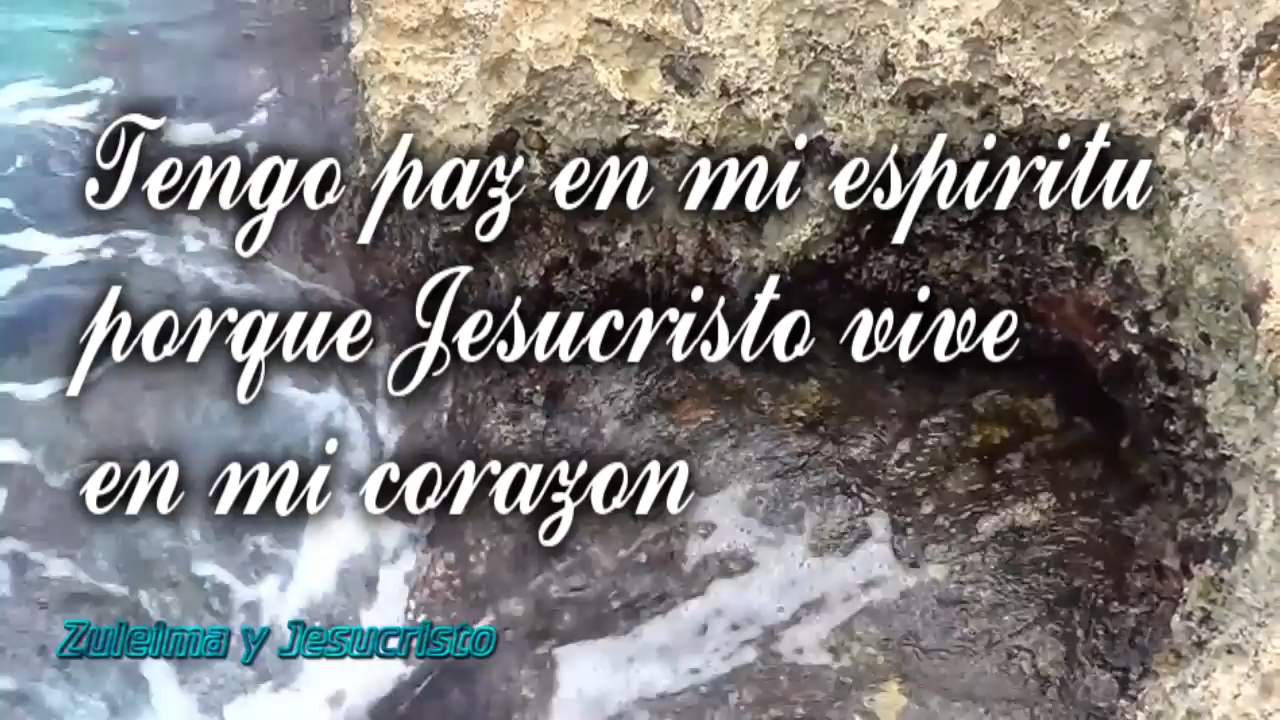 Tengo paz en mi espiritu
porque Jesucristo vive
en mi corazon
Zuleima y Jesucristo